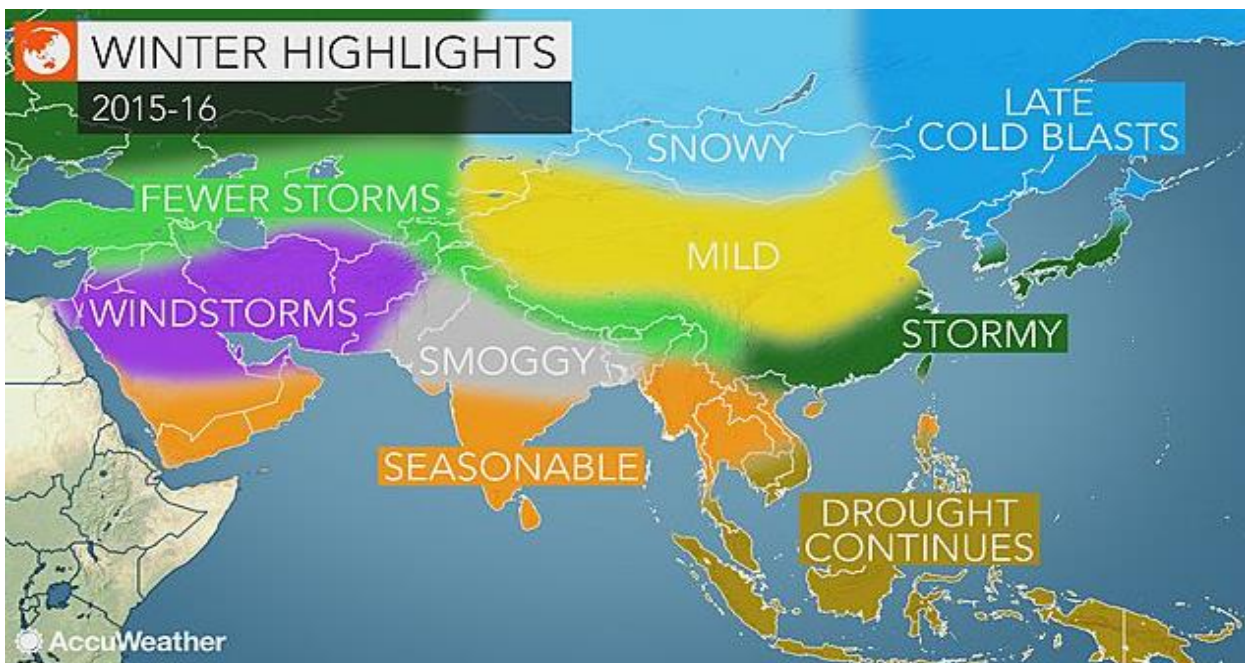 WINTER HIGHLIGHTS
2015-16
LATE
COLD BLASTS
SNOWY
FEWER STORMS
MILD
WINDSTORMS
STORMY
SMOGGY
SEASONABLE
DROUGHT
CONTINUES
AccuWeather